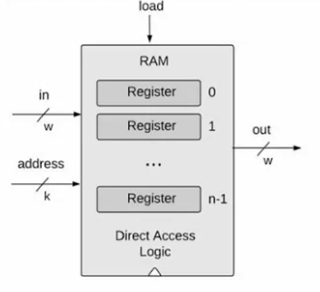 load
RAM
in
w
Register 0
Register 1
...
address
k
Register n-1
out
w
Direct Access
Logic